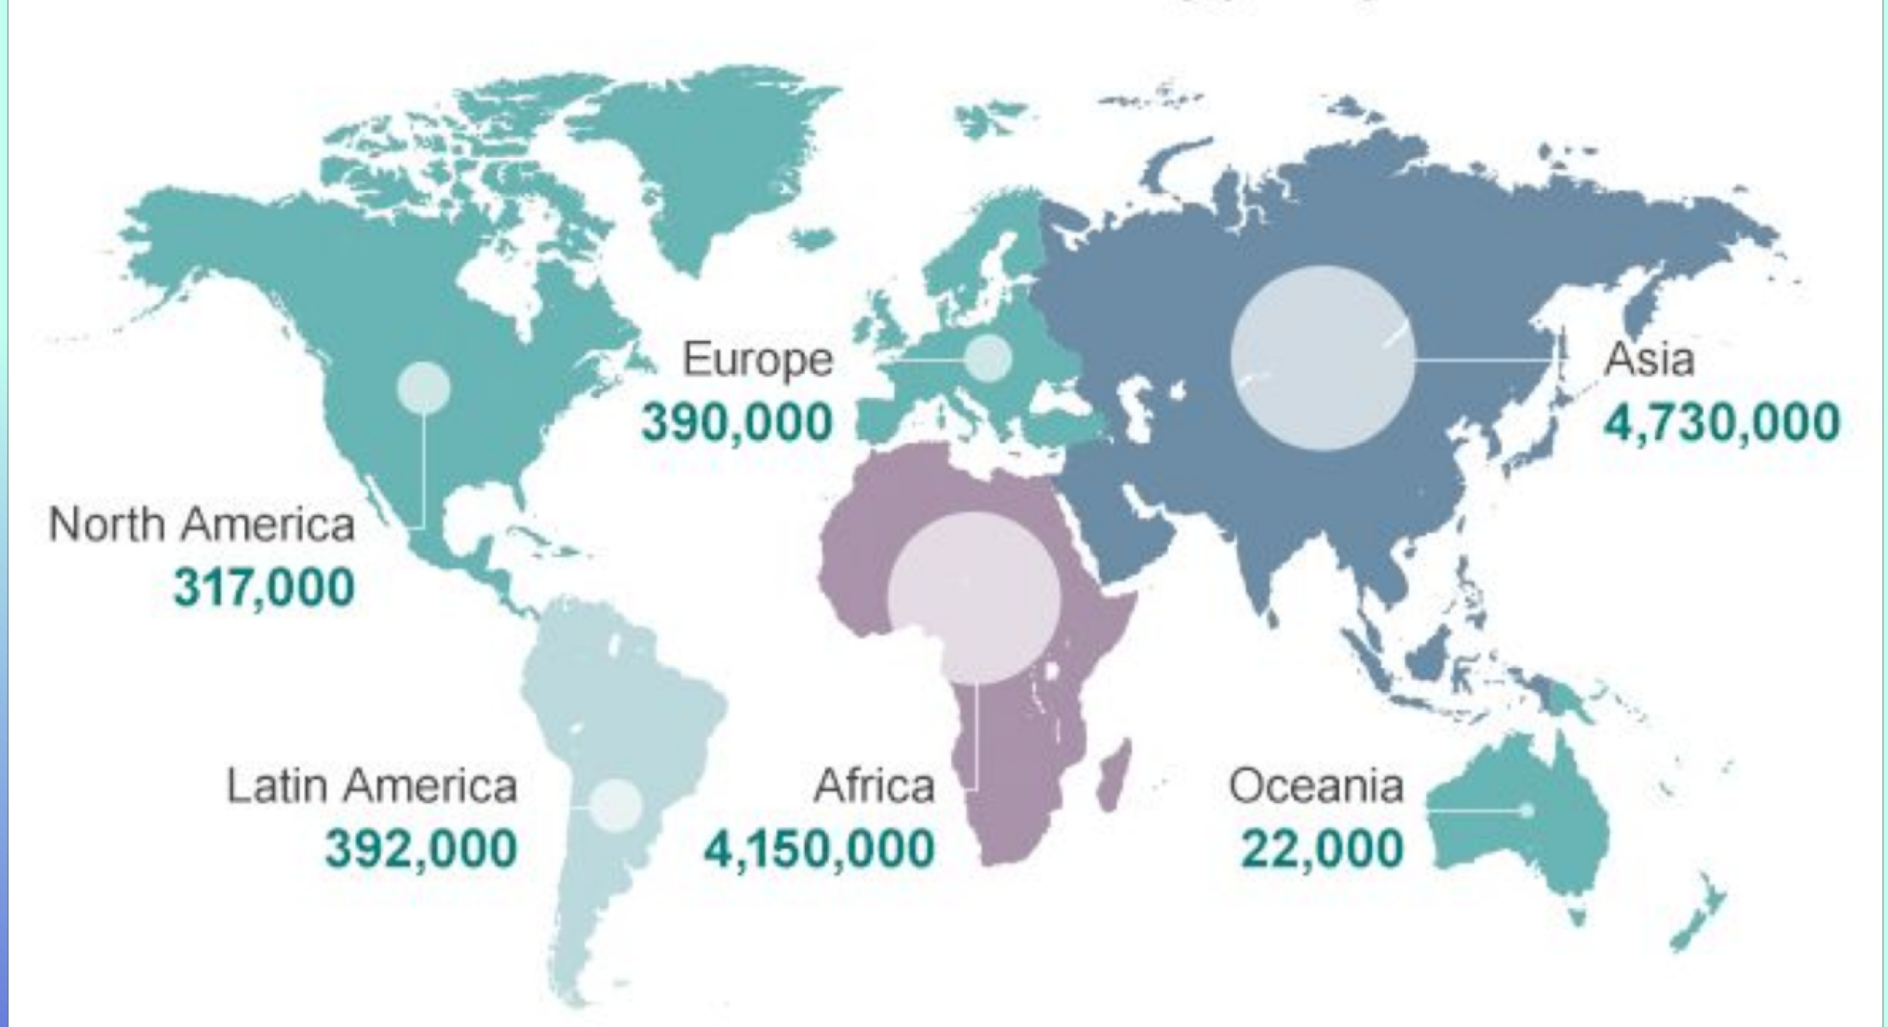 Europe
390,000
Asia
4,730,000
North America
317,000
Latin America
392,000
Africa
4,150,000
Oceania
22,000